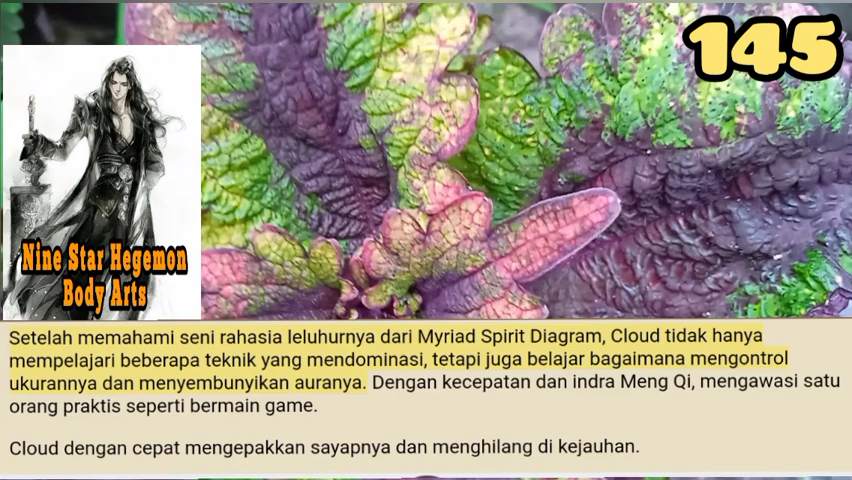 145
Nine Star Hegemon
Body Arts
Setelah memahami seni rahasia leluhurnya dari Myriad Spirit Diagram, Cloud tidak hanya
mempelajari beberapa teknik yang mendominasi, tetapi juga belajar bagaimana mengontrol
ukurannya dan menyembunyikan auranya. Dengan kecepatan dan indra Meng Qi, mengawasi satu
orang praktis seperti bermain game.
Cloud dengan cepat mengepakkan sayapnya dan menghilang di kejauhan.